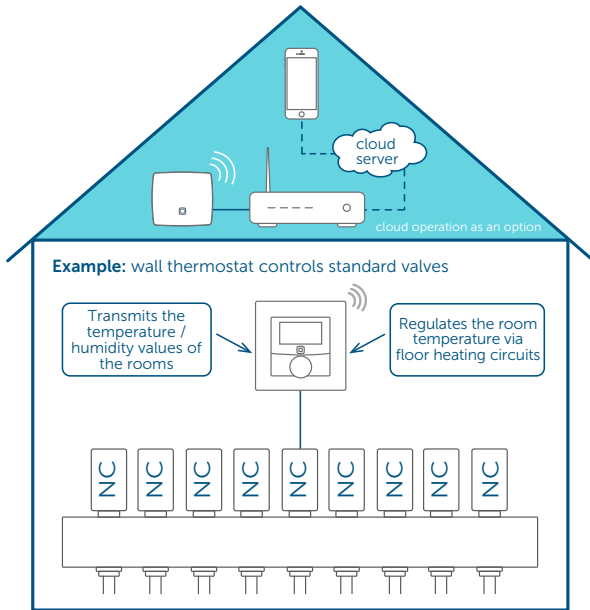 cloud
server
cloud operation as an option
Example: wall thermostat controls standard valves
Transmits the
temperature /
humidity values of
the rooms
Regulates the room
temperature via
floor heating circuits
NC
NC
NC
NC
NC
NC
NC
NC
NC